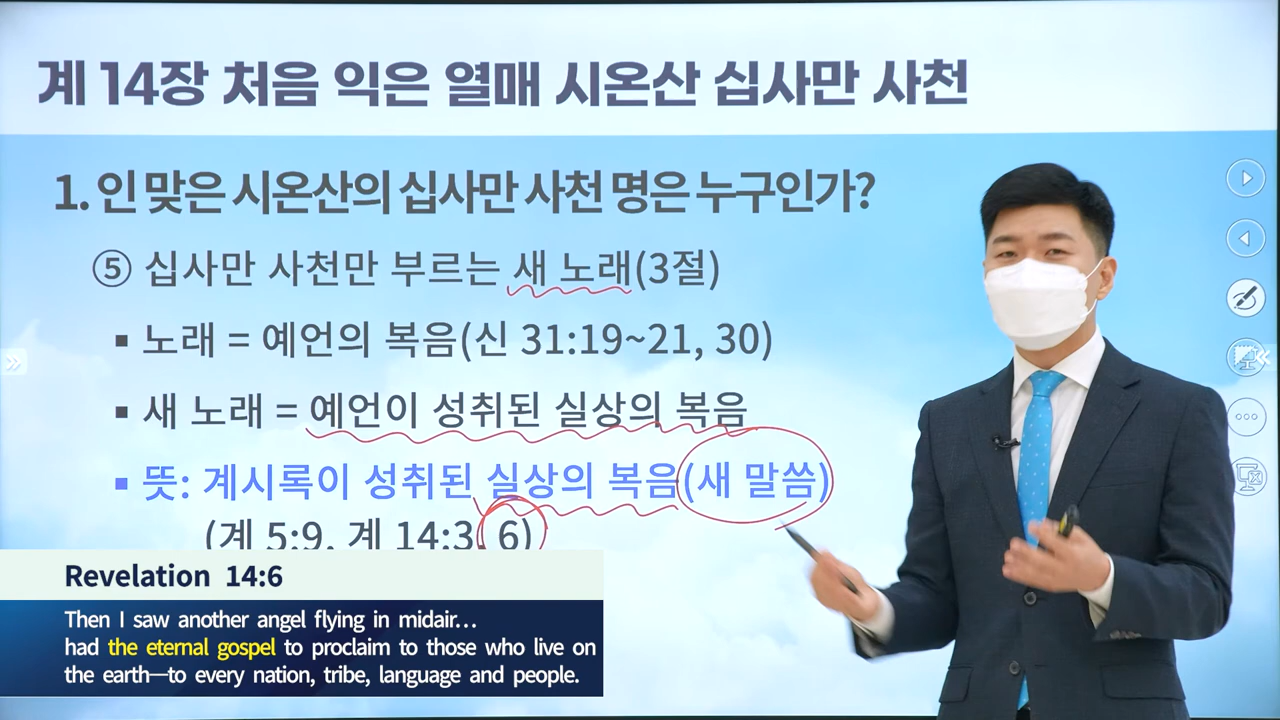 계 14장 처음 익은 열매 시온산 십사만 사천
1. 인 맞은 시온산의 십사만 사천 명은 누구인가?
⑤ 십사만 사천만 부르는 새 노래(3절)
▪ 노래 = 예언의 복음(신 31:19~21, 30)
▪ 새 노래 = 예언이 성취된 실상의 복음
▪ 뜻: 계시록이 성취된 실상의 복음(새 말씀)
(계 5:9, 계 14:3, 6)
Revelation 14:6
Then I saw another angel flying in midair…
had the eternal gospel to proclaim to those who live on
the earth—to every nation, tribe, language and people.